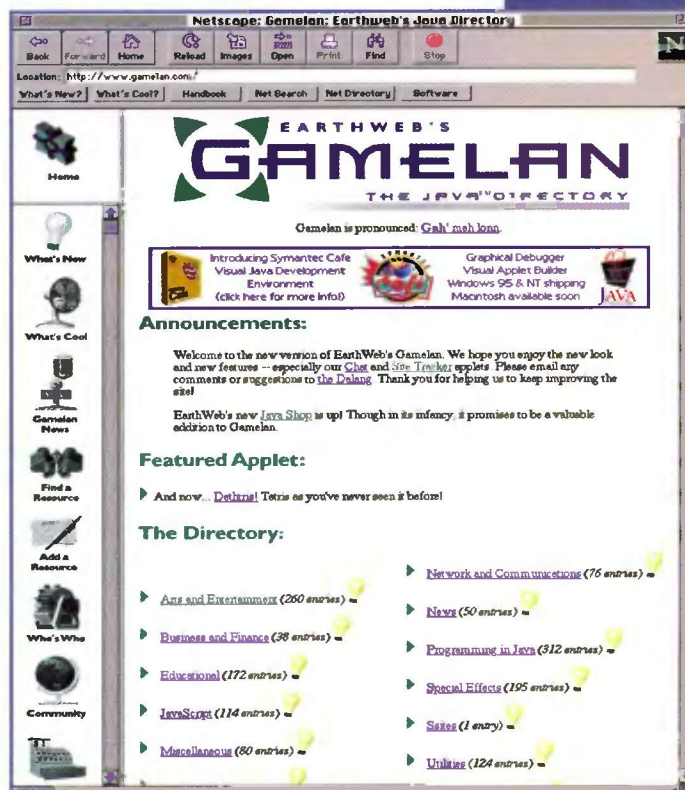 Netscape: Gamelan: Earthweb's Java Directory
Back Forward Home Reload Images Open Print Find Stop
N
Location: http://www.gamelan.com/
What's New? What's Cool? Handbook Net Search Net Directory Software
Home
What's New
What's Cool
Gamelan News
Find a Resource
Add a Resource
Who's Who
Community
EARTHWEB'S
GAMELAN
THE JAVA™ DIRECTORY
Gamelan is pronounced: Gah' meh lonn.
Introducing Symantec Cafe
Visual Java Development
Environment
(click here for more info!)
Graphical Debugger
Visual Applet Builder
Windows 95 & NT shipping
Macintosh available soon
JAVA
Announcements:
Welcome to the new version of EarthWeb's Gamelan. We hope you enjoy the new look
and new features -- especially our Chat and Site Tracker applets. Please email any
comments or suggestions to the Dalang. Thank you for helping us to keep improving the
site!
EarthWeb's new Java Shop is up! Though in its infancy, it promises to be a valuable
addition to Gamelan.
Featured Applet:
And now... Tetris as you've never seen it before!
The Directory:
Arts and Entertainment (260 entries)
Business and Finance (38 entries)
Educational (172 entries)
JavaScript (114 entries)
Miscellaneous (80 entries)
Network and Communications (76 entries)
News (50 entries)
Programming in Java (312 entries)
Special Effects (195 entries)
(1 entry)
Utilities (124 entries)